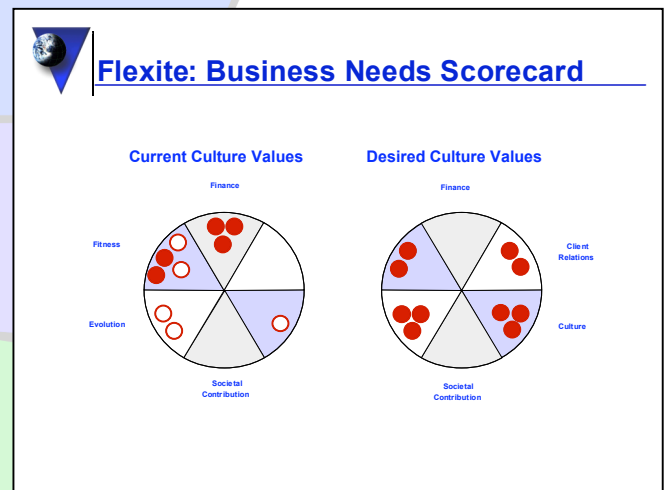 Flexite: Business Needs Scorecard
Current Culture Values
Desired Culture Values
Finance
Finance
Fitness
Client
Relations
Evolution
Culture
Societal
Contribution
Societal
Contribution